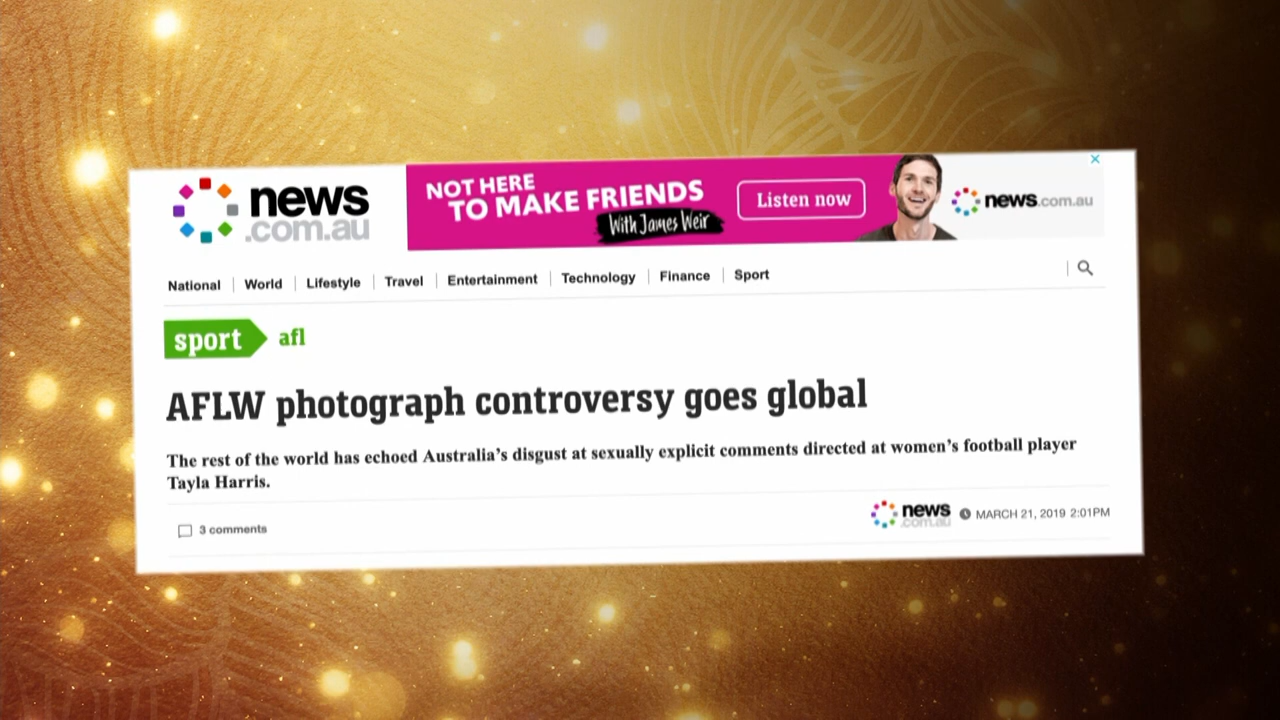 news
.com.au
NOT HERE
TO MAKE FRIENDS
With James Weir
Listen now
news.com.au
National
World
Lifestyle
Travel
Entertainment
Technology
Finance
Sport
sport
afl
AFLW photograph controversy goes global
The rest of the world has echoed Australia's disgust at sexually explicit comments directed at women's football player
Tayla Harris.
3 comments
news
.com.au
MARCH 21, 2019 2:01PM